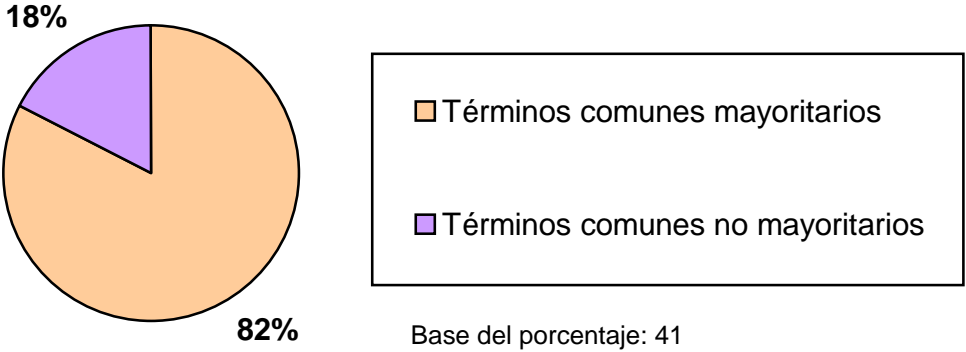 18%
Términos comunes mayoritarios
Términos comunes no mayoritarios
82%
Base del porcentaje: 41